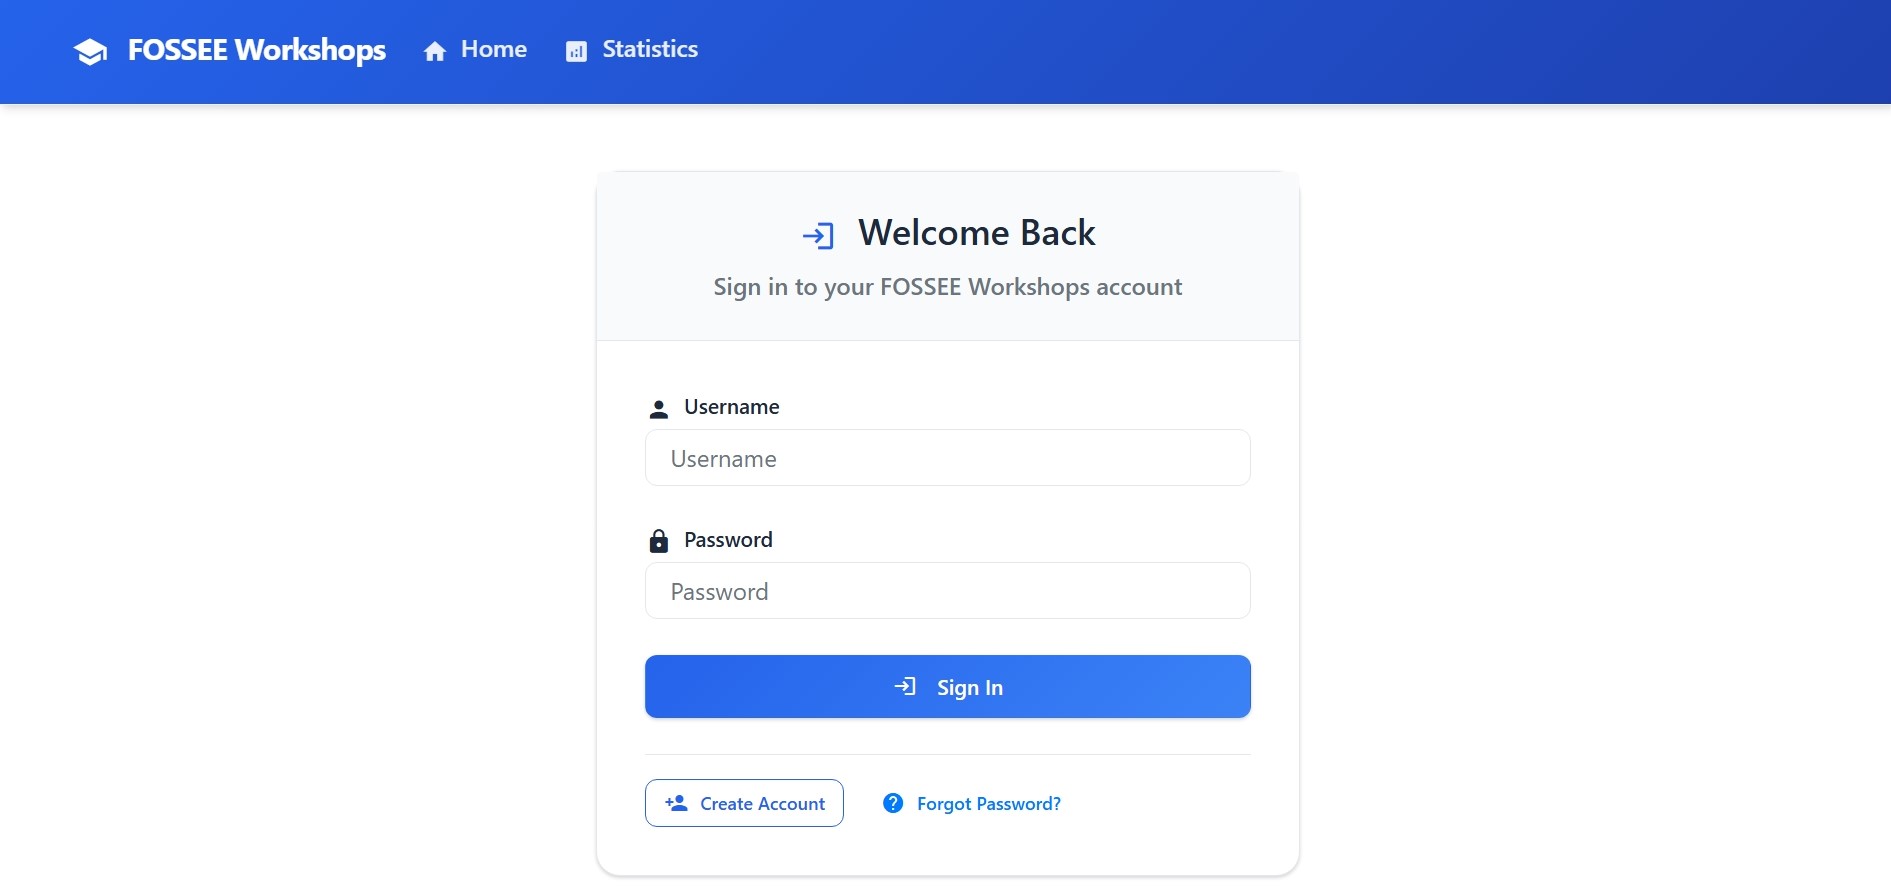 FOSSEE Workshops Home Statistics
Welcome Back
Sign in to your FOSSEE Workshops account
Username
Username
Password
Password
Sign In
Create Account Forgot Password?